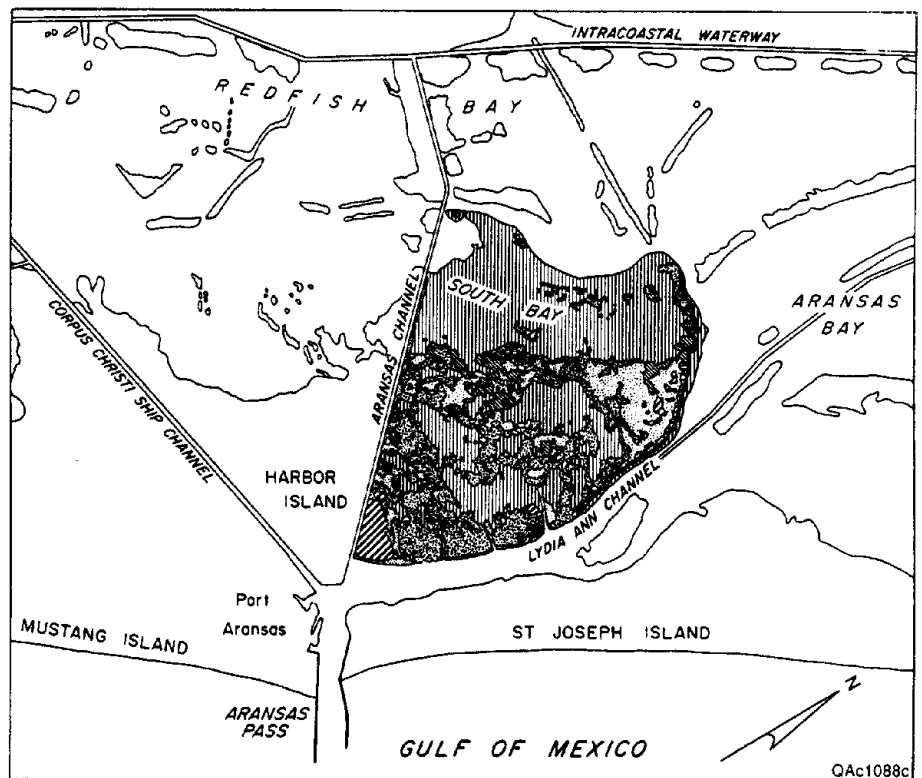 INTRACOASTAL WATERWAY
REDFISH BAY
SOUTH BAY
ARANSAS BAY
ARANSAS CHANNEL
CORPUS CHRISTI SHIP CHANNEL
HARBOR ISLAND
LYDIA ANN CHANNEL
Port Aransas
MUSTANG ISLAND
ST JOSEPH ISLAND
ARANSAS PASS
N
GULF OF MEXICO
QAc1088c